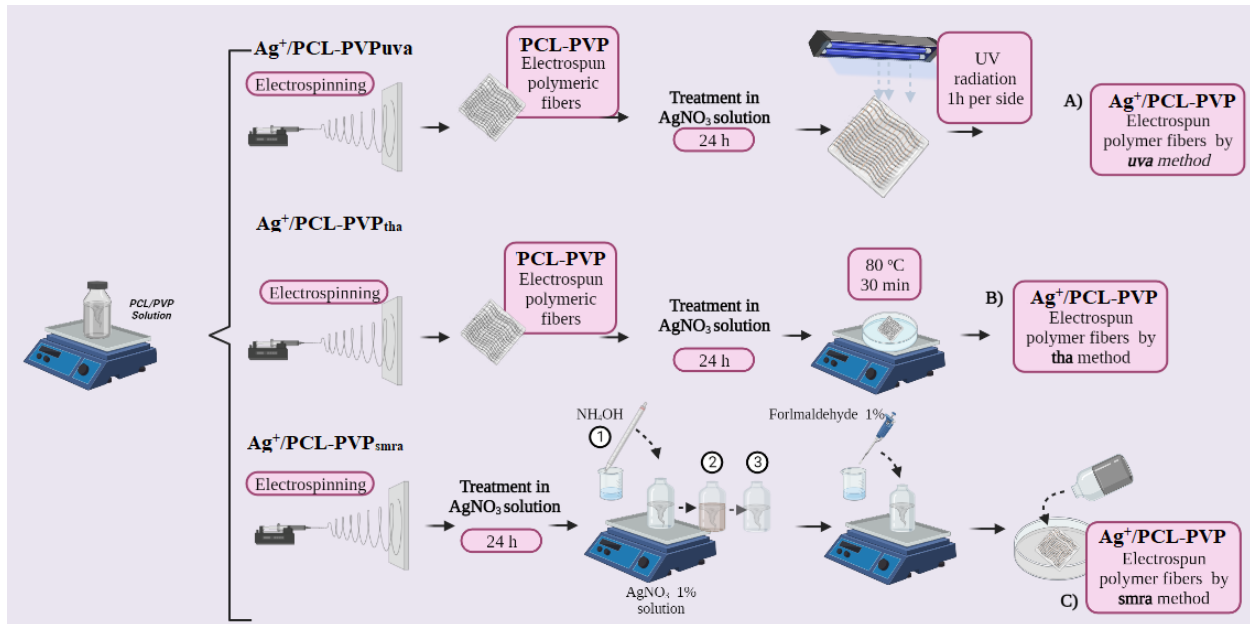 Ag⁺/PCL-PVPuva
Electrospinning
PCL-PVP
Electrospun
polymeric
fibers
Treatment in
AgNO₃ solution
24 h
UV
radiation
1h per side
A)
Ag⁺/PCL-PVP
Electrospun
polymer fibers by
uva method
PCL/PVP
Solution
Ag⁺/PCL-PVPtha
Electrospinning
PCL-PVP
Electrospun
polymeric
fibers
Treatment in
AgNO₃ solution
24 h
80 ºC
30 min
B)
Ag⁺/PCL-PVP
Electrospun
polymer fibers by
tha method
Ag⁺/PCL-PVPsmra
Electrospinning
Treatment in
AgNO₃ solution
24 h
NH₄OH
1
2
3
AgNO₃ 1%
solution
Forlmaldehyde 1%
C)
Ag⁺/PCL-PVP
Electrospun
polymer fibers by
smra method